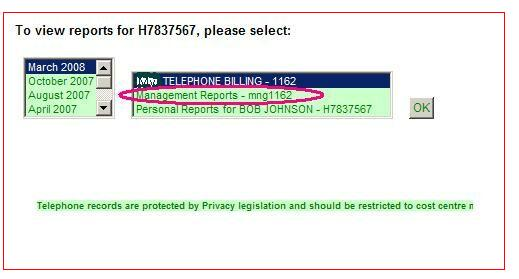 To view reports for H7837567, please select:
March 2008
October 2007
August 2007
April 2007
TELEPHONE BILLING - 1162
Management Reports - mng1162
Personal Reports for BOB JOHNSON - H7837567
OK
Telephone records are protected by Privacy legislation and should be restricted to cost centre